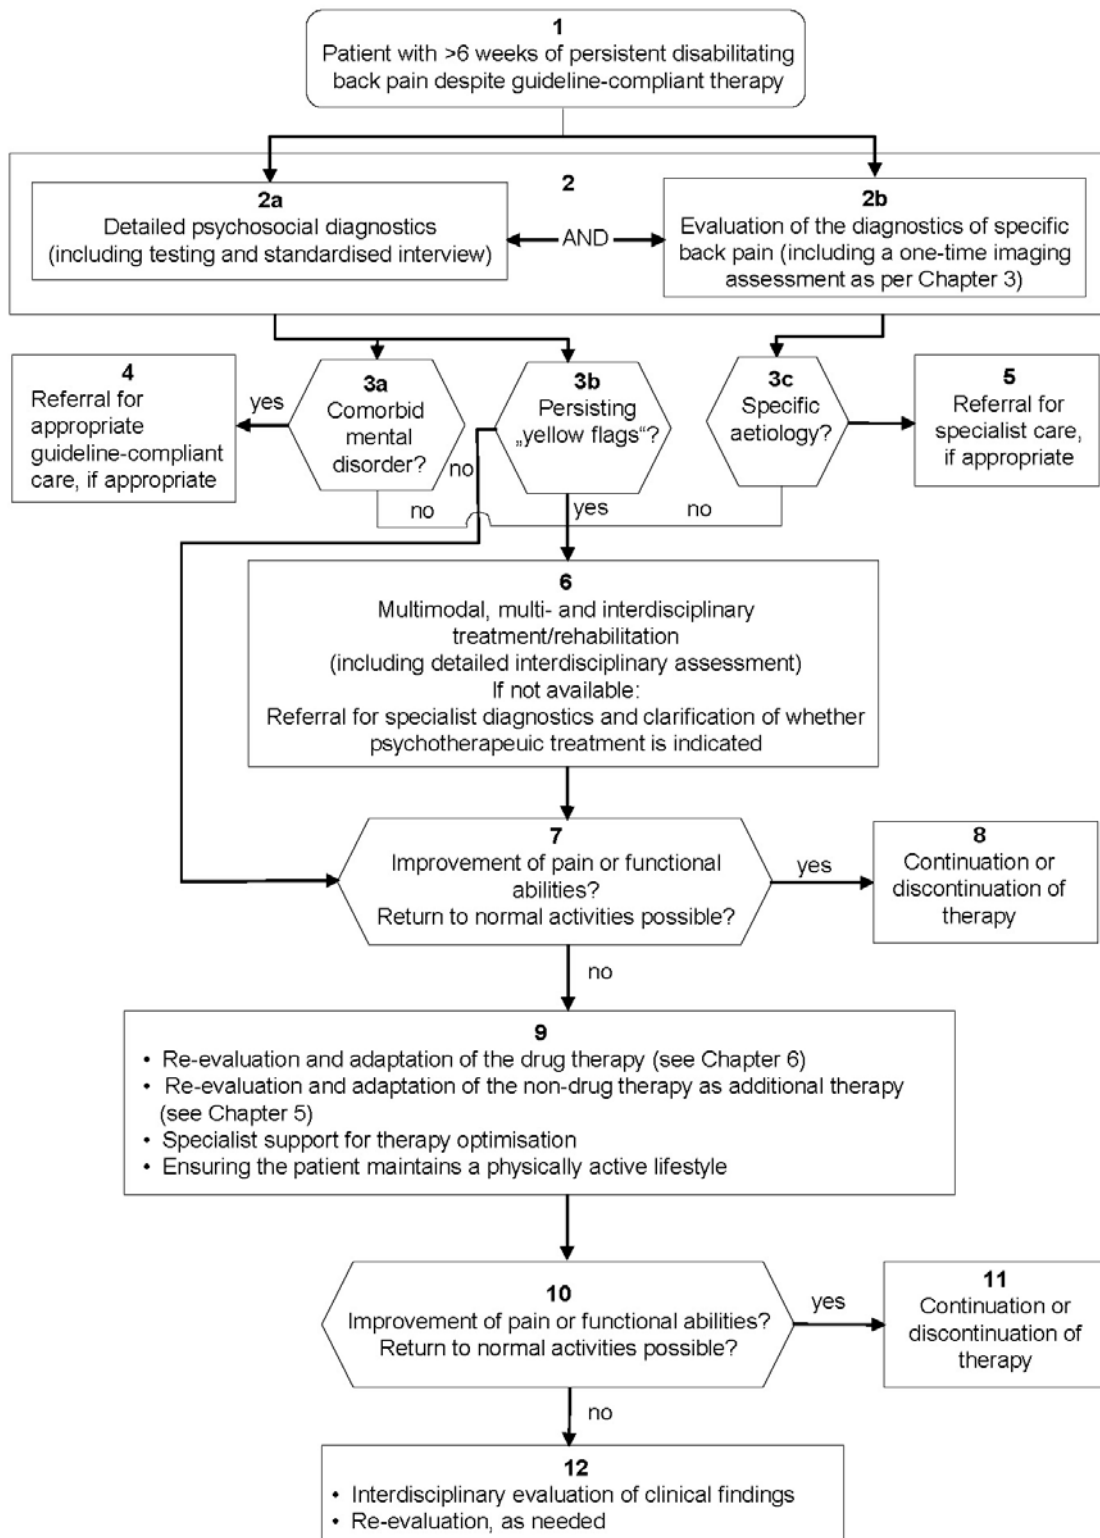 1
Patient with >6 weeks of persistent disabilitating
back pain despite guideline-compliant therapy
2
2a
Detailed psychosocial diagnostics
(including testing and standardised interview)
AND
2b
Evaluation of the diagnostics of specific
back pain (including a one-time imaging
assessment as per Chapter 3)
4
Referral for
appropriate
guideline-compliant
care, if appropriate
yes
3a
Comorbid
mental
disorder?
no
no
3b
Persisting
„yellow flags“?
yes
3c
Specific
aetiology?
no
5
Referral for
specialist care,
if appropriate
6
Multimodal, multi- and interdisciplinary
treatment/rehabilitation
(including detailed interdisciplinary assessment)
If not available:
Referral for specialist diagnostics and clarification of whether
psychotherapeuic treatment is indicated
7
Improvement of pain or functional
abilities?
Return to normal activities possible?
yes
8
Continuation or
discontinuation of
therapy
no
9
• Re-evaluation and adaptation of the drug therapy (see Chapter 6)
• Re-evaluation and adaptation of the non-drug therapy as additional therapy
(see Chapter 5)
• Specialist support for therapy optimisation
• Ensuring the patient maintains a physically active lifestyle
10
Improvement of pain or functional abilities?
Return to normal activities possible?
yes
11
Continuation or
discontinuation of
therapy
no
12
• Interdisciplinary evaluation of clinical findings
• Re-evaluation, as needed